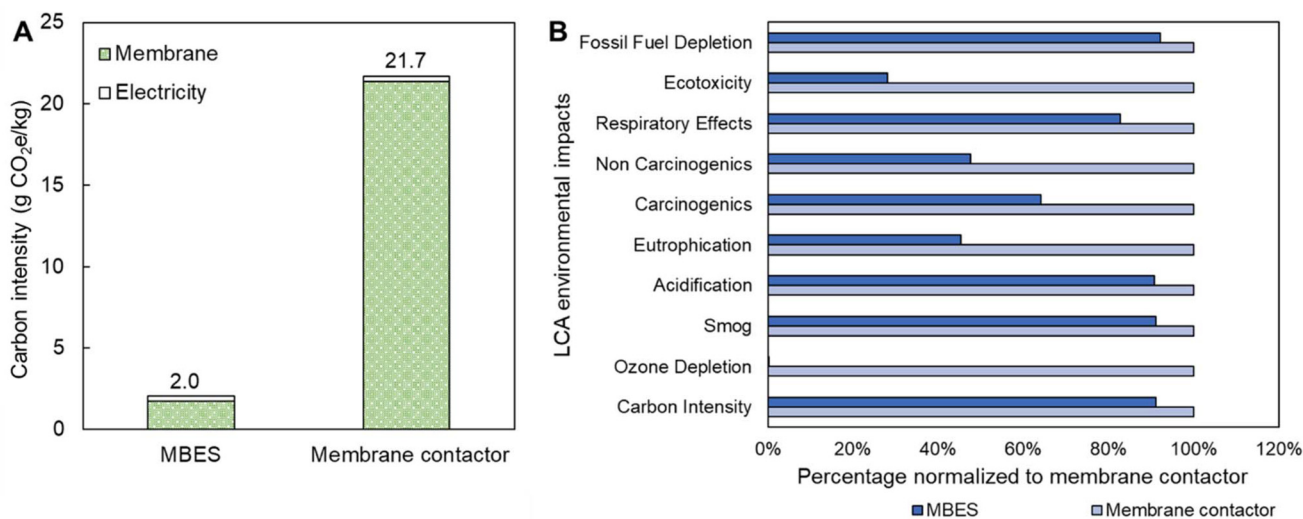 A
Carbon intensity (g CO₂e/kg)
25
20
15
10
5
0
Membrane
Electricity
2.0
21.7
MBES
Membrane contactor
B
LCA environmental impacts
Fossil Fuel Depletion
Ecotoxicity
Respiratory Effects
Non Carcinogenics
Carcinogenics
Eutrophication
Acidification
Smog
Ozone Depletion
Carbon Intensity
0% 20% 40% 60% 80% 100% 120%
Percentage normalized to membrane contactor
MBES Membrane contactor